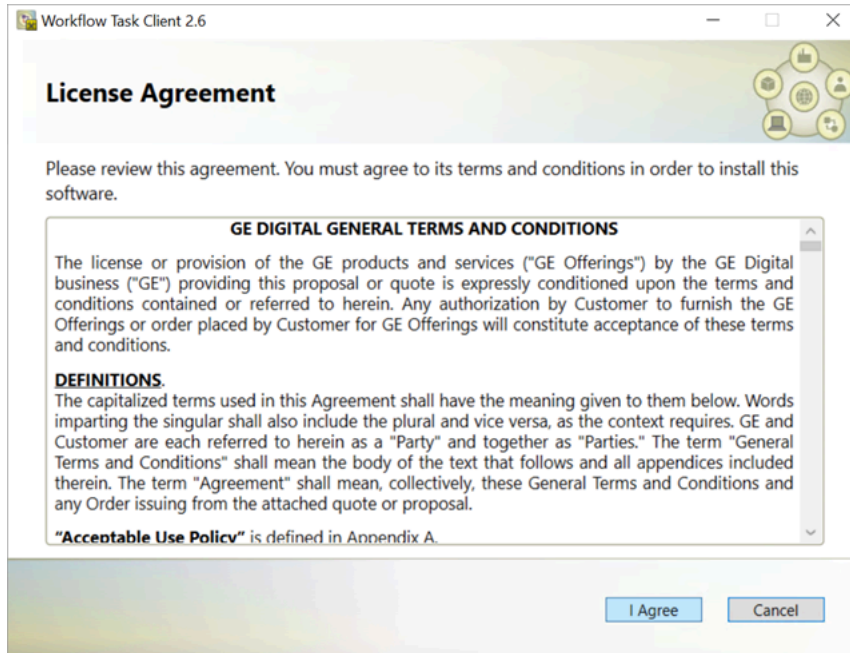 Workflow Task Client 2.6
License Agreement
Please review this agreement. You must agree to its terms and conditions in order to install this
software.
GE DIGITAL GENERAL TERMS AND CONDITIONS
The license or provision of the GE products and services ("GE Offerings") by the GE Digital
business ("GE") providing this proposal or quote is expressly conditioned upon the terms and
conditions contained or referred to herein. Any authorization by Customer to furnish the GE
Offerings or order placed by Customer for GE Offerings will constitute acceptance of these terms
and conditions.
DEFINITIONS.
The capitalized terms used in this Agreement shall have the meaning given to them below. Words
imparting the singular shall also include the plural and vice versa, as the context requires. GE and
Customer are each referred to herein as a "Party" and together as "Parties." The term "General
Terms and Conditions" shall mean the body of the text that follows and all appendices included
therein. The term "Agreement" shall mean, collectively, these General Terms and Conditions and
any Order issuing from the attached quote or proposal.
“Acceptable Use Policy” is defined in Appendix A.
I Agree
Cancel